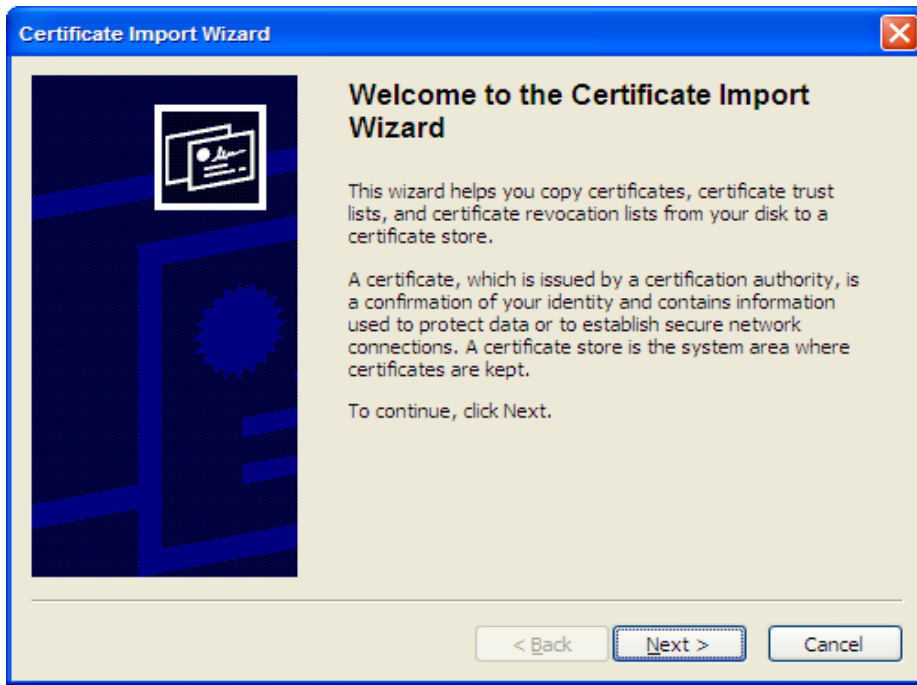 Certificate Import Wizard
Welcome to the Certificate Import
Wizard
This wizard helps you copy certificates, certificate trust
lists, and certificate revocation lists from your disk to a
certificate store.
A certificate, which is issued by a certification authority, is
a confirmation of your identity and contains information
used to protect data or to establish secure network
connections. A certificate store is the system area where
certificates are kept.
To continue, click Next.
< Back
Next >
Cancel